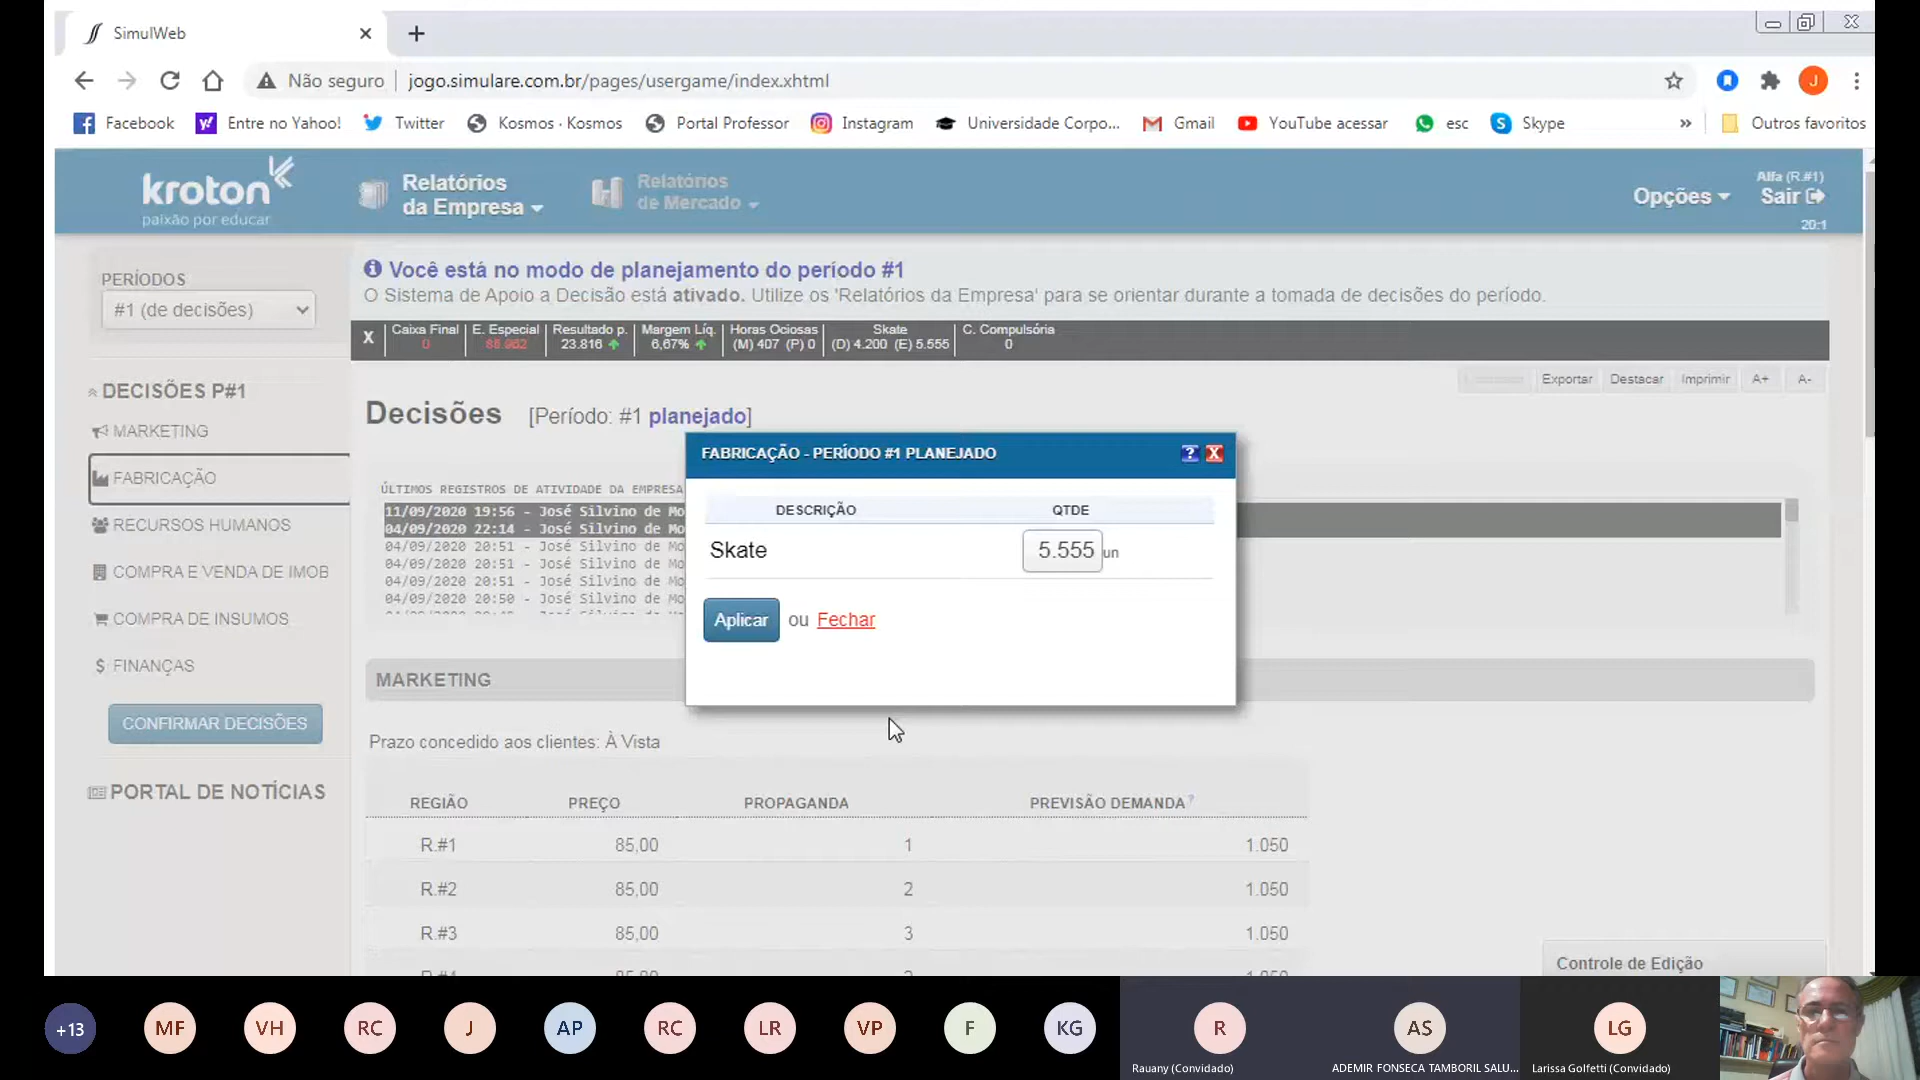 SimulWeb
Não seguro
jogo.simulare.com.br/pages/usergame/index.xhtml
J
Facebook
Entre no Yahoo!
Twitter
Kosmos · Kosmos
Portal Professor
Instagram
Universidade Corpo...
Gmail
YouTube acessar
esc
Skype
»
Outros favoritos
kroton
paixão por educar
Relatórios
da Empresa
Relatórios
de Mercado
Opções
Alfa (R.#1)
Sair
20:1
PERÍODOS
#1 (de decisões)
Você está no modo de planejamento do período #1
O Sistema de Apoio a Decisão está ativado. Utilize os 'Relatórios da Empresa' para se orientar durante a tomada de decisões do período.
X
Caixa Final
0
E. Especial
Resultado p.
23.816
Margem Líq.
6,67%
Horas Ociosas
(M) 407 (P) 0
Skate
(D) 4.200 (E) 5.555
C. Compulsória
0
DECISÕES P#1
MARKETING
FABRICAÇÃO
RECURSOS HUMANOS
COMPRA E VENDA DE IMOB
COMPRA DE INSUMOS
$ FINANÇAS
CONFIRMAR DECISÕES
PORTAL DE NOTÍCIAS
Exportar
Destacar
Imprimir
A+
A-
Decisões [Período: #1 planejado]
ÚLTIMOS REGISTROS DE ATIVIDADE DA EMPRESA
11/09/2020 19:56 - José Silvino de Mo
04/09/2020 22:14 - José Silvino de Mo
04/09/2020 20:51 - José Silvino de Mo
04/09/2020 20:51 - José Silvino de Mo
04/09/2020 20:51 - José Silvino de Mo
04/09/2020 20:50 - José Silvino de Mo
FABRICAÇÃO - PERÍODO #1 PLANEJADO
? X
DESCRIÇÃO QTDE
Skate 5.555 un
Aplicar ou Fechar
MARKETING
Prazo concedido aos clientes: À Vista
REGIÃO PREÇO PROPAGANDA PREVISÃO DEMANDA?
R.#1 85,00 1 1.050
R.#2 85,00 2 1.050
R.#3 85,00 3 1.050
Controle de Edição
+13
MF
VH
RC
J
AP
RC
LR
VP
F
KG
R
Rauany (Convidado)
AS
ADEMIR FONSECA TAMBORIL SALU...
LG
Larissa Golfetti (Convidado)